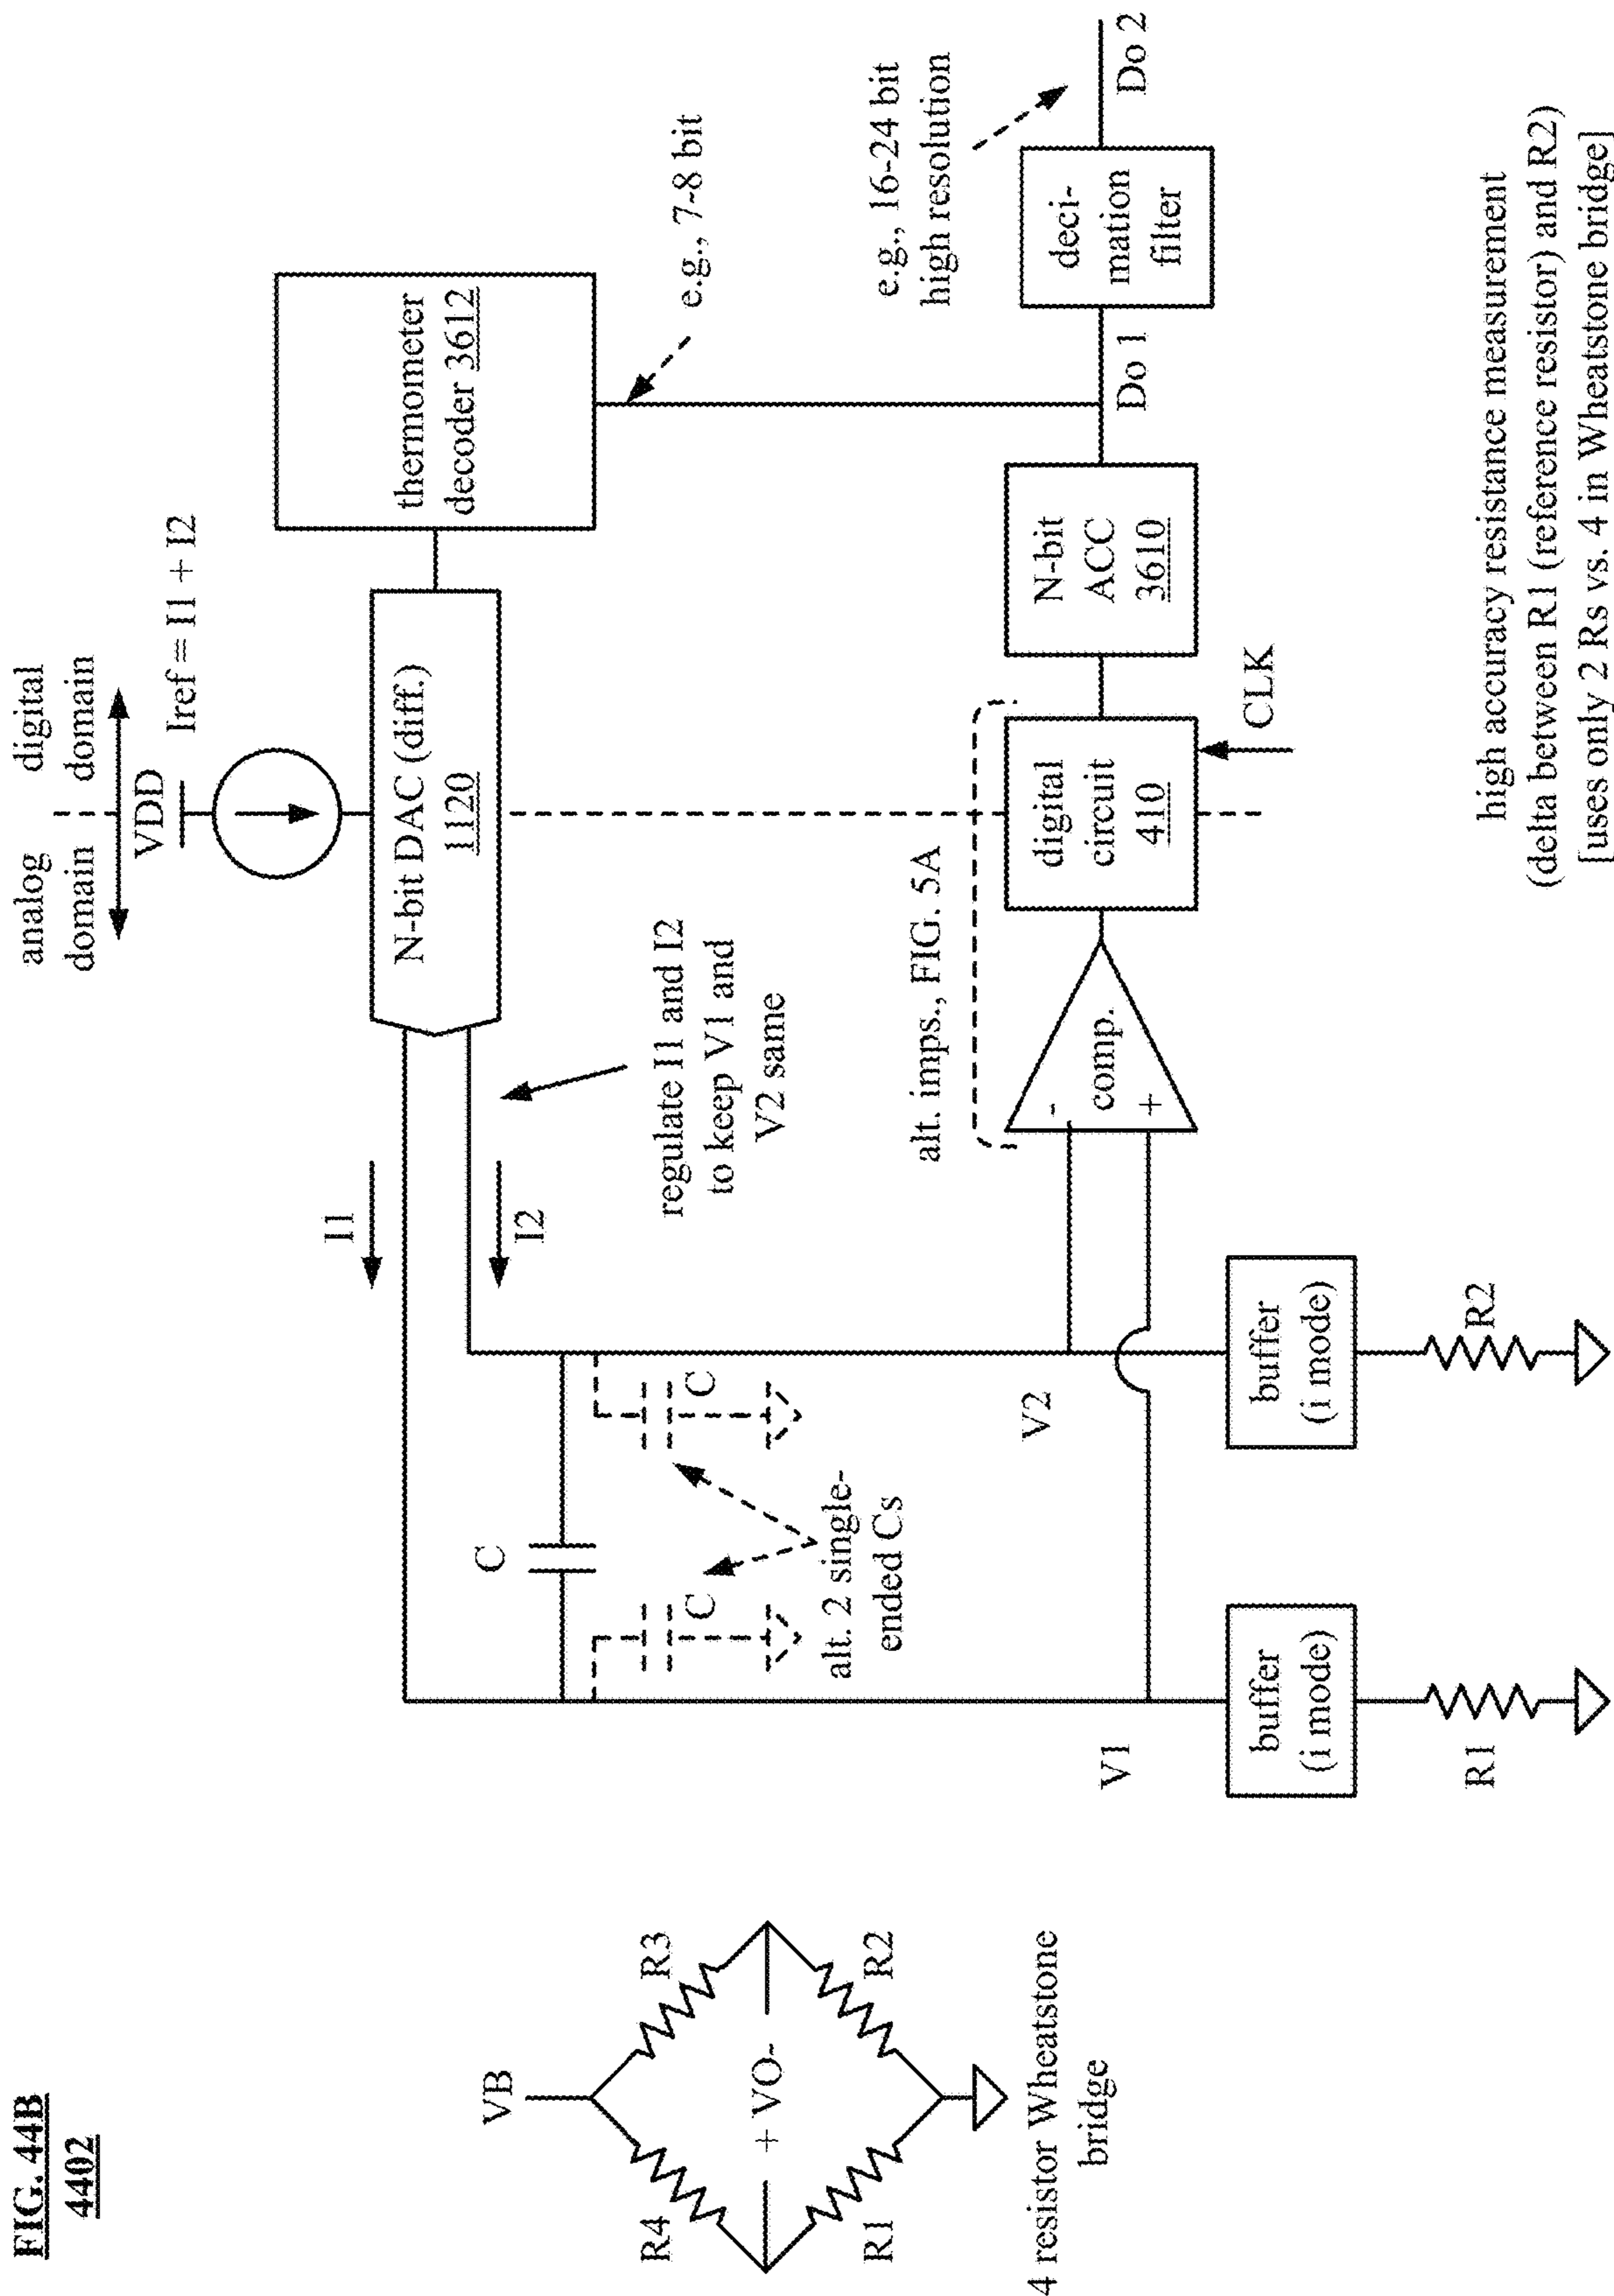 FIG. 44B
4402
VB
R4
R3
+ VO-
R1
R2
4 resistor Wheatstone
bridge
analog
domain
digital
domain
VDD
Iref = I1 + I2
N-bit DAC (diff.)
1120
thermometer
decoder 3612
I1
I2
regulate I1 and I2
to keep V1 and
V2 same
e.g., 7-8 bit
C
C
C
alt. 2 single-
ended Cs
alt. imps., FIG. 5A
e.g., 16-24 bit
high resolution
V1
V2
-
comp.
+
digital
circuit
410
CLK
N-bit
ACC
3610
Do 1
deci-
mation
filter
Do 2
buffer
(i mode)
buffer
(i mode)
R1
R2
high accuracy resistance measurement
(delta between R1 (reference resistor) and R2)
[uses only 2 Rs vs. 4 in Wheatstone bridge]